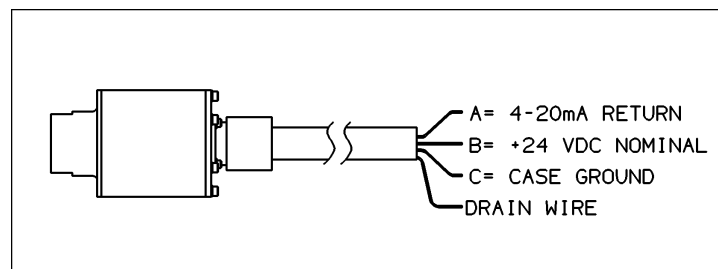 A= 4-20mA RETURN
B= +24 VDC NOMINAL
C= CASE GROUND
DRAIN WIRE